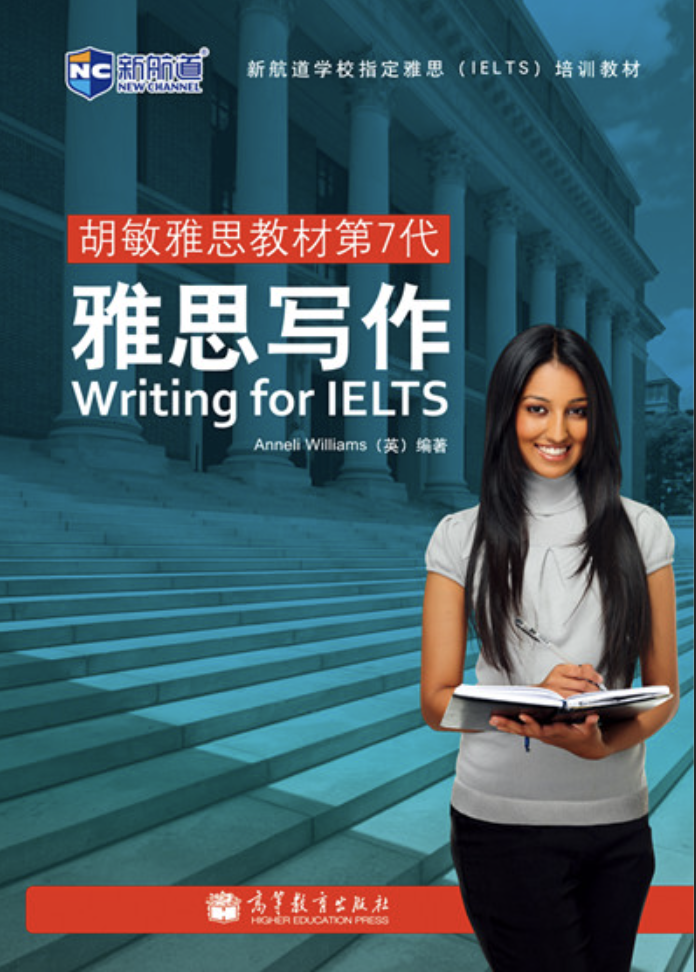 NC 新航道®
NEW CHANNEL
新航道学校指定雅思（IELTS）培训教材
胡敏雅思教材第7代
雅思写作
Writing for IELTS
Anneli Williams（英）编著
高等教育出版社
HIGHER EDUCATION PRESS